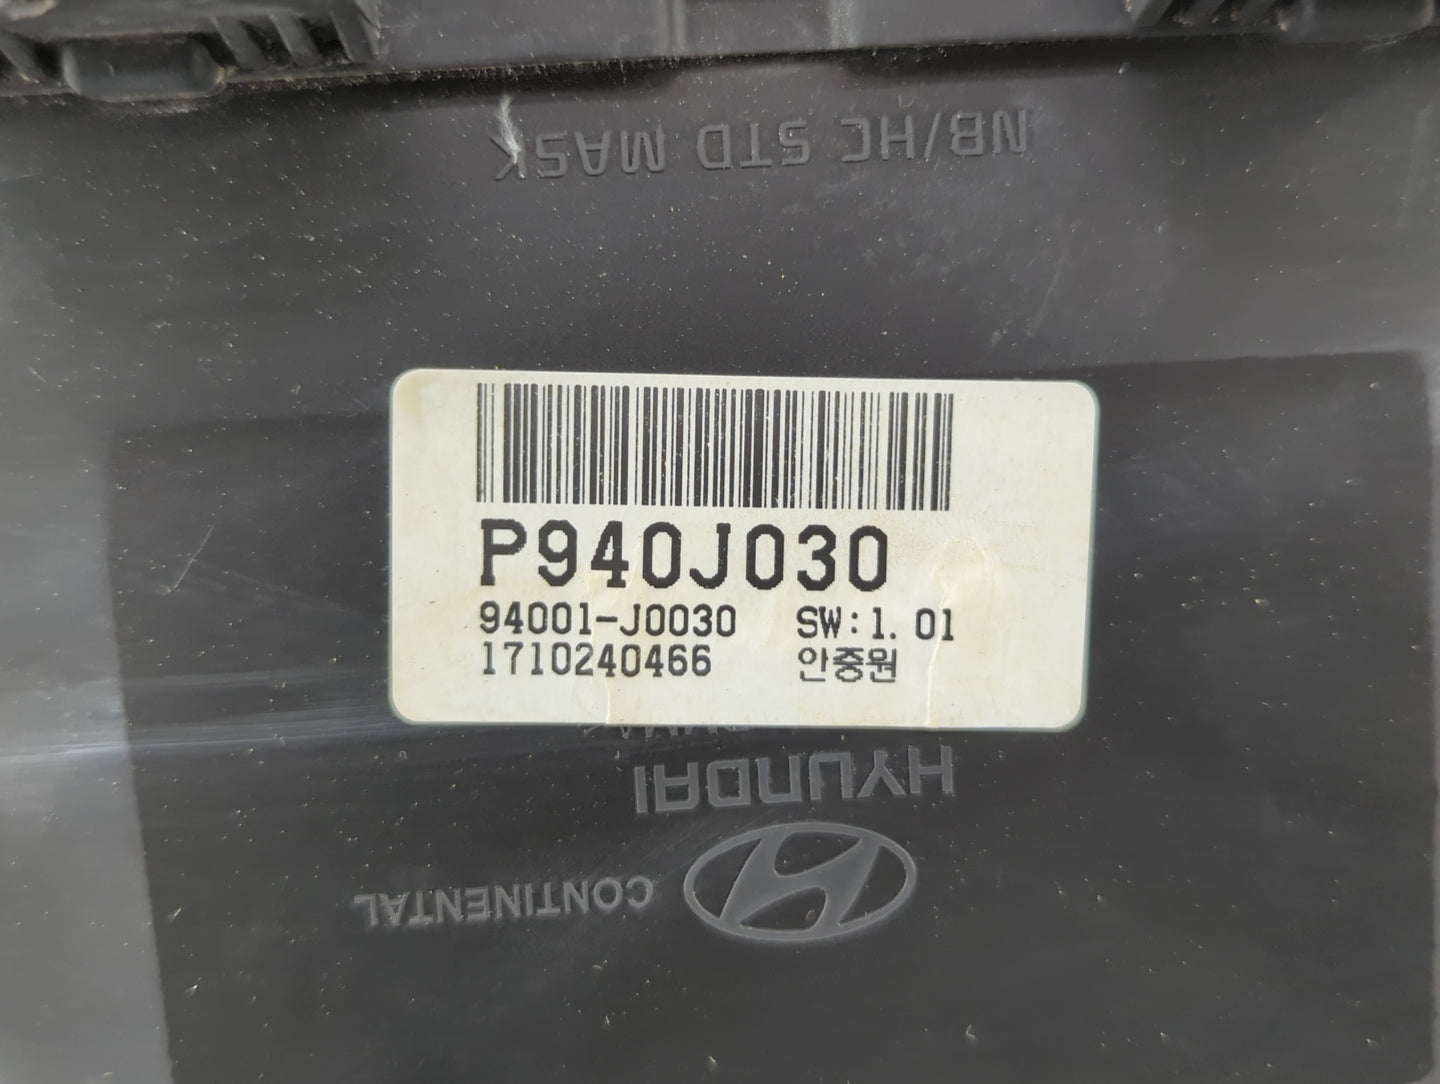 NB/HC STD MASK
P940J030
94001-J0030 SW:1.01
1710240466 안중원
HYUNDAI
CONTINENTAL